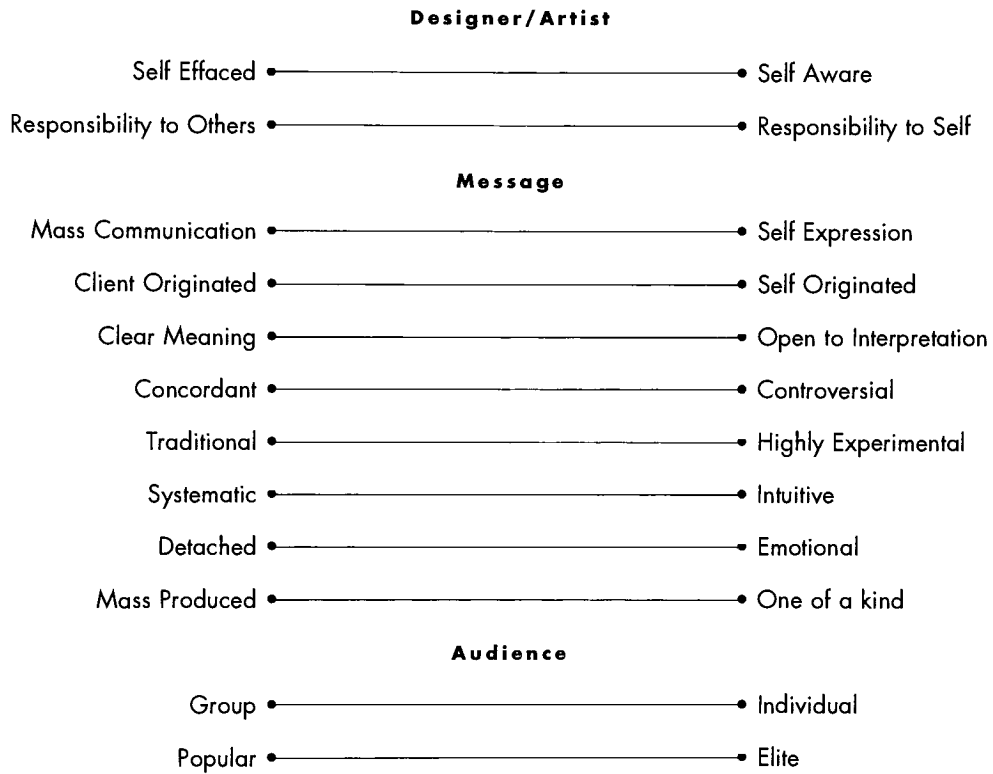 Designer/Artist
Self Effaced Self Aware
Responsibility to Others Responsibility to Self
Message
Mass Communication Self Expression
Client Originated Self Originated
Clear Meaning Open to Interpretation
Concordant Controversial
Traditional Highly Experimental
Systematic Intuitive
Detached Emotional
Mass Produced One of a kind
Audience
Group Individual
Popular Elite